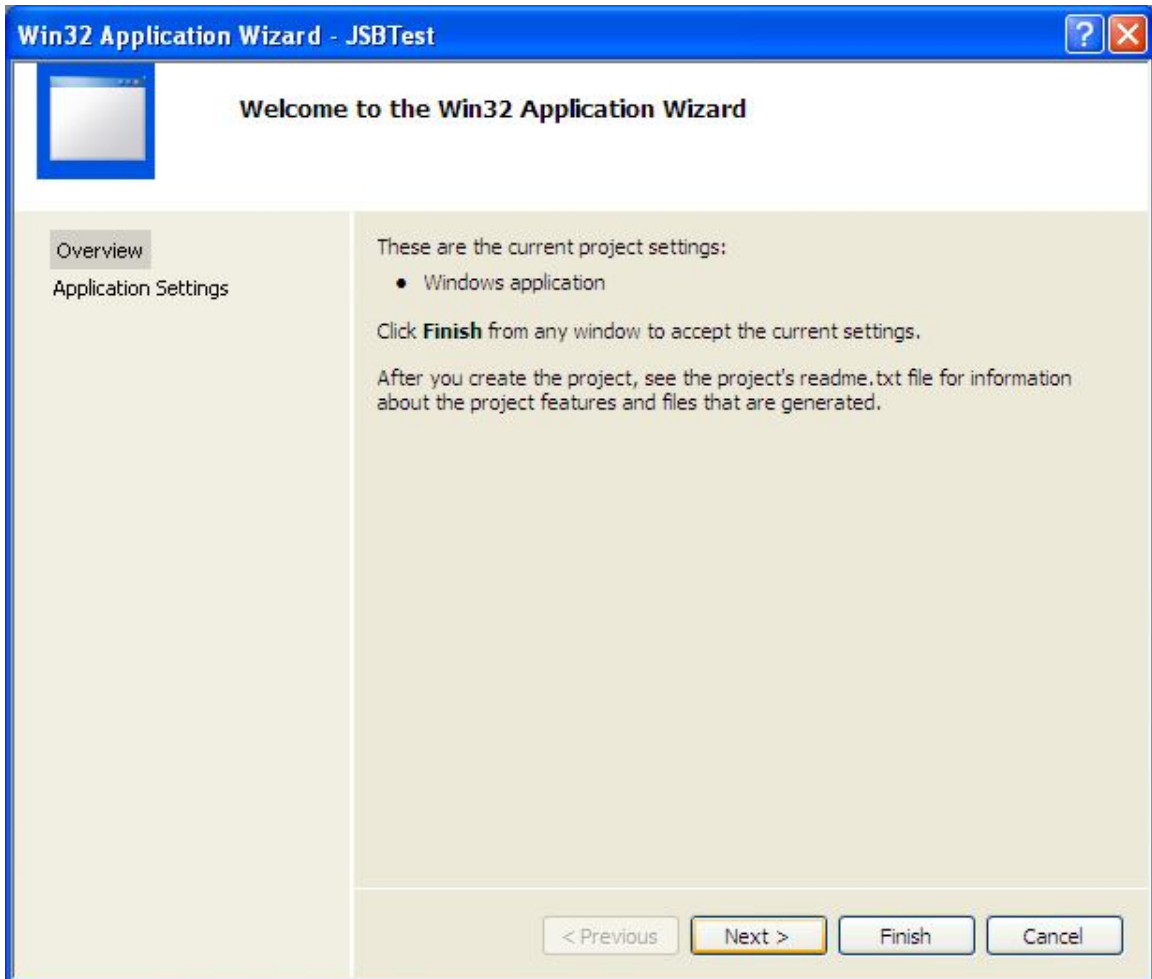 Win32 Application Wizard - JSBTest
Welcome to the Win32 Application Wizard
Overview
Application Settings
These are the current project settings:
• Windows application
Click Finish from any window to accept the current settings.
After you create the project, see the project's readme.txt file for information
about the project features and files that are generated.
< Previous
Next >
Finish
Cancel